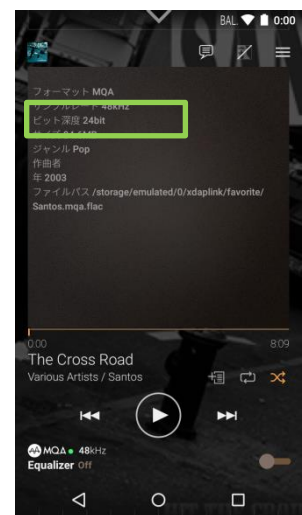 BAL. 0:00
フォーマット MQA
サンプルレート 48kHz
ビット深度 24bit
ジャンル Pop
作曲者
年 2003
ファイルパス /storage/emulated/0/xdaplink/favorite/
Santos.mqa.flac
0:00 8:09
The Cross Road
Various Artists / Santos
MQA 48kHz
Equalizer Off